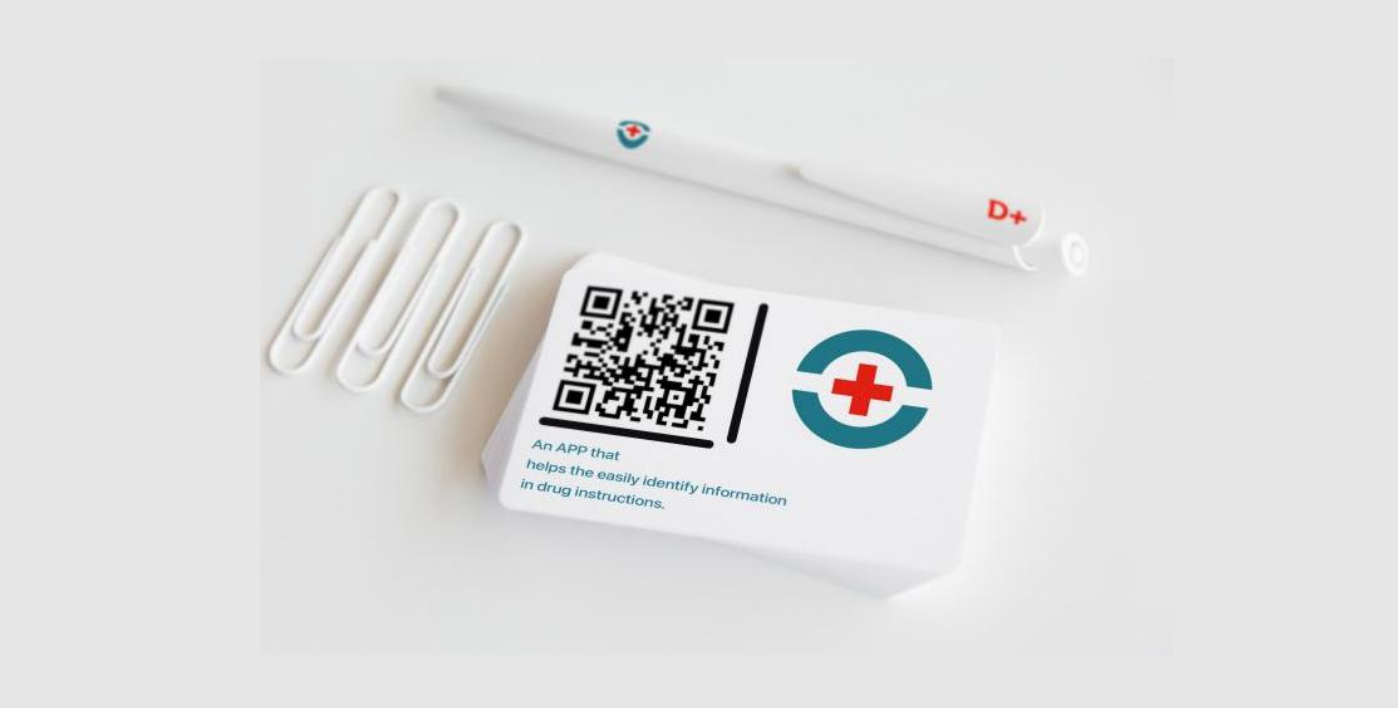 D+
An APP that
helps the easily identify information
in drug instructions.